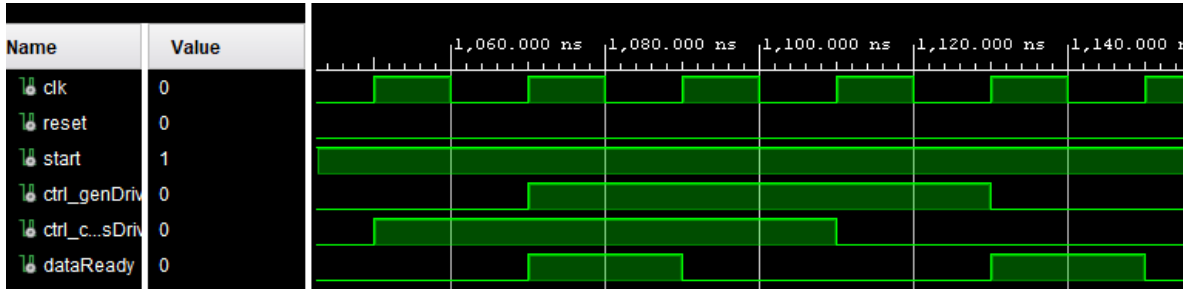 Name Value 1,060.000 ns 1,080.000 ns 1,100.000 ns 1,120.000 ns 1,140.000
clk 0
reset 0
start 1
ctrl_genDriv 0
ctrl_c...sDriv 0
dataReady 0